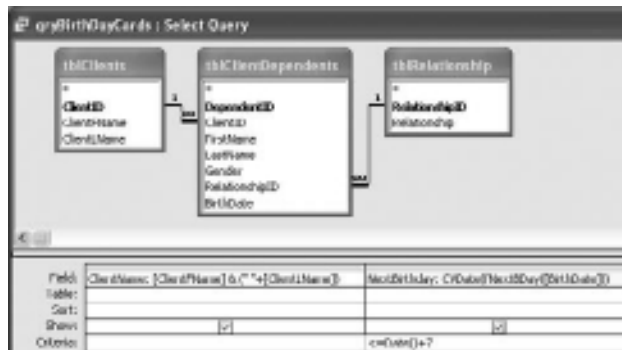 qryBirthDayCards : Select Query
tblClients
*
ClientID
ClientFName
ClientLName
1
∞
tblClientDependents
*
DependentID
ClientID
FirstName
LastName
Gender
RelationshipID
BirthDate
1
∞
tblRelationship
*
RelationshipID
Relationship
Field: ClientName: [ClientFName] & (" "+[ClientLName]) NextBirthday: CVDate(fNextBDay([BirthDate]))
Table:
Sort:
Show:
Criteria: <=Date()+7